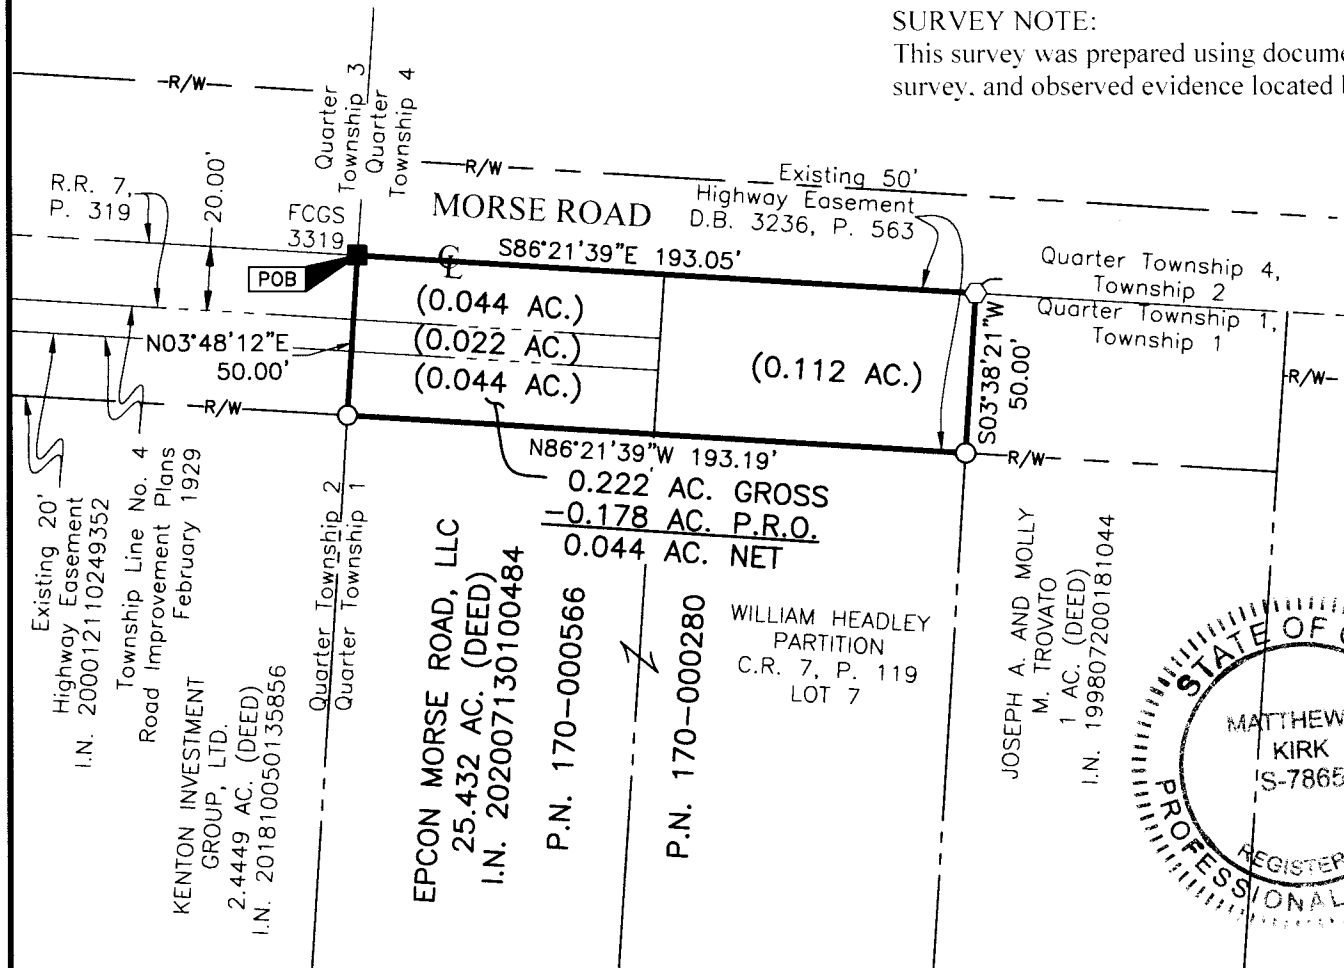 SURVEY NOTE:
This survey was prepared using docume
survey, and observed evidence located
R/W
Quarter
Township 3
Quarter
Township 4
R/W
Existing 50'
Highway Easement
D.B. 3236, P. 563
R.R. 7,
P. 319
20.00'
FCGS
3319
MORSE ROAD
POB
CL
S86°21'39"E 193.05'
Quarter Township 4,
Township 2
Quarter Township 1,
Township 1
(0.044 AC.)
(0.022 AC.)
(0.044 AC.)
(0.112 AC.)
N03°48'12"E
50.00'
S03°38'21"W
50.00'
R/W
R/W
R/W
N86°21'39"W 193.19'
0.222 AC. GROSS
-0.178 AC. P.R.O.
0.044 AC. NET
Existing 20'
Highway Easement
I.N. 200012110249352
Township Line No. 4
Road Improvement Plans
February 1929
Quarter Township 2
Quarter Township 1
KENTON INVESTMENT
GROUP, LTD.
2.4449 AC. (DEED)
I.N. 201810050135856
EPCON MORSE ROAD, LLC
25.432 AC. (DEED)
I.N. 202007130100484
P.N. 170-000566
Z
P.N. 170-000280
WILLIAM HEADLEY
PARTITION
C.R. 7, P. 119
LOT 7
JOSEPH A. AND MOLLY
M. TROVATO
1 AC. (DEED)
I.N. 199807200181044
STATE OF
MATTHEW
KIRK
S-7865
REGISTER
PROFESSIONAL